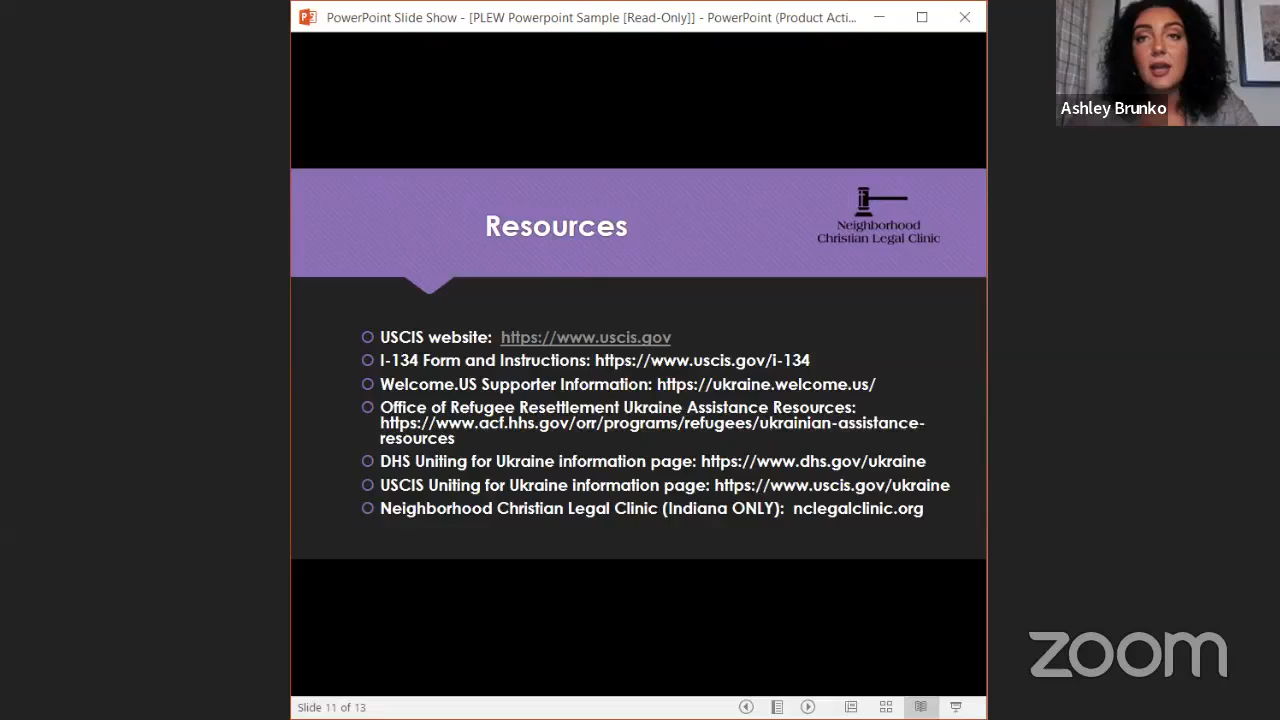 PowerPoint Slide Show - [PLEW Powerpoint Sample [Read-Only]] - PowerPoint (Product Acti...
Ashley Brunko
Resources
Neighborhood
Christian Legal Clinic
USCIS website: https://www.uscis.gov
I-134 Form and Instructions: https://www.uscis.gov/i-134
Welcome.US Supporter Information: https://ukraine.welcome.us/
Office of Refugee Resettlement Ukraine Assistance Resources:
https://www.acf.hhs.gov/orr/programs/refugees/ukrainian-assistance-
resources
DHS Uniting for Ukraine information page: https://www.dhs.gov/ukraine
USCIS Uniting for Ukraine information page: https://www.uscis.gov/ukraine
Neighborhood Christian Legal Clinic (Indiana ONLY): nclegalclinic.org
zoom
Slide 11 of 13